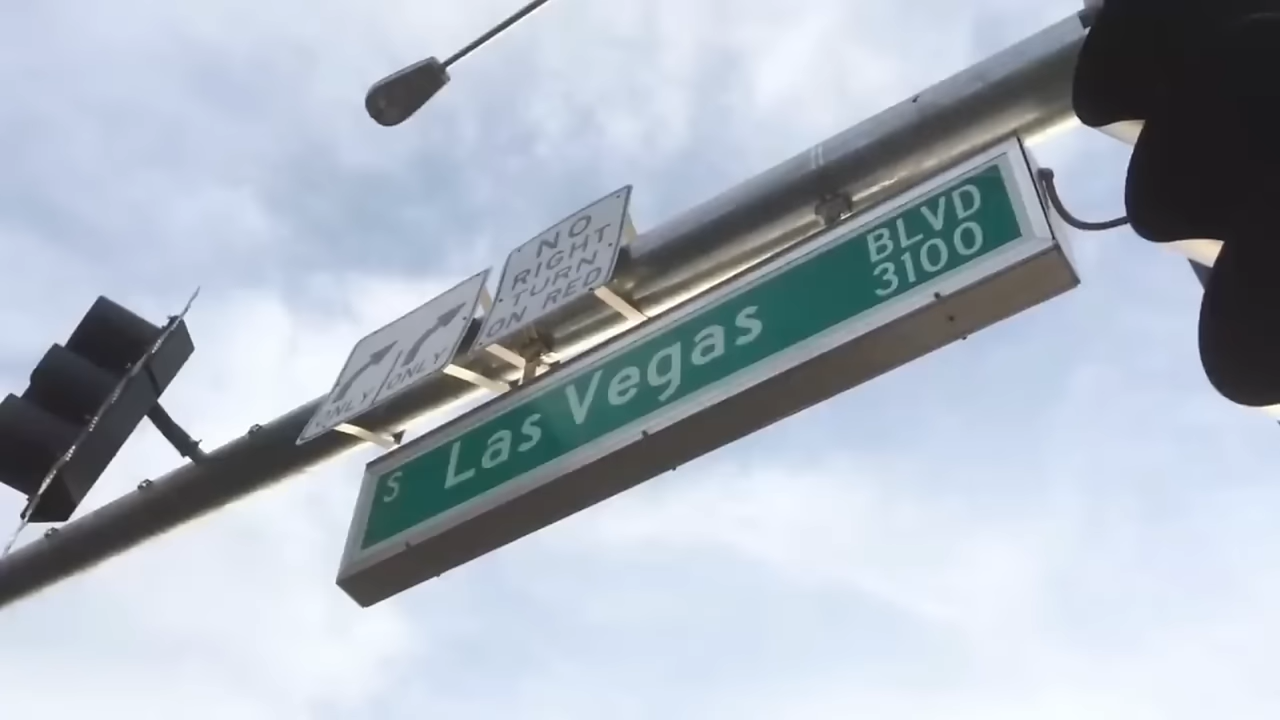 NO
RIGHT
TURN
ON RED
ONLY ONLY
S Las Vegas BLVD
3100